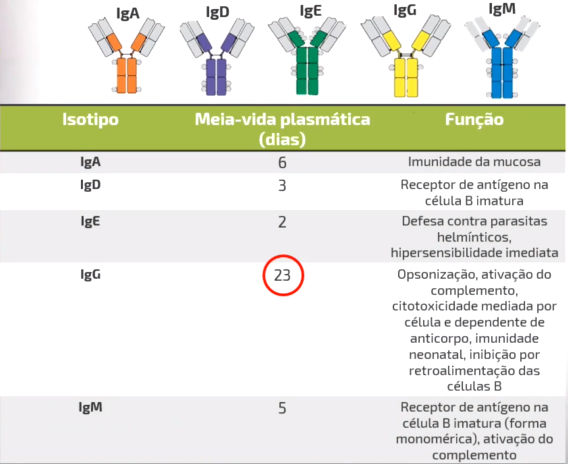 IgA IgD IgE IgG IgM
Isotipo Meia-vida plasmática Função
(dias)
IgA 6 Imunidade da mucosa
IgD 3 Receptor de antígeno na
célula B imatura
IgE 2 Defesa contra parasitas
helmínticos,
hipersensibilidade imediata
IgG 23 Opsonização, ativação do
complemento,
citotoxicidade mediada por
célula e dependente de
anticorpo, imunidade
neonatal, inibição por
retroalimentação das
células B
IgM 5 Receptor de antígeno na
célula B imatura (forma
monomérica), ativação do
complemento